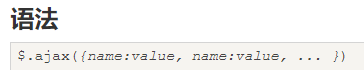 语法
$.ajax({name:value, name:value, ... })